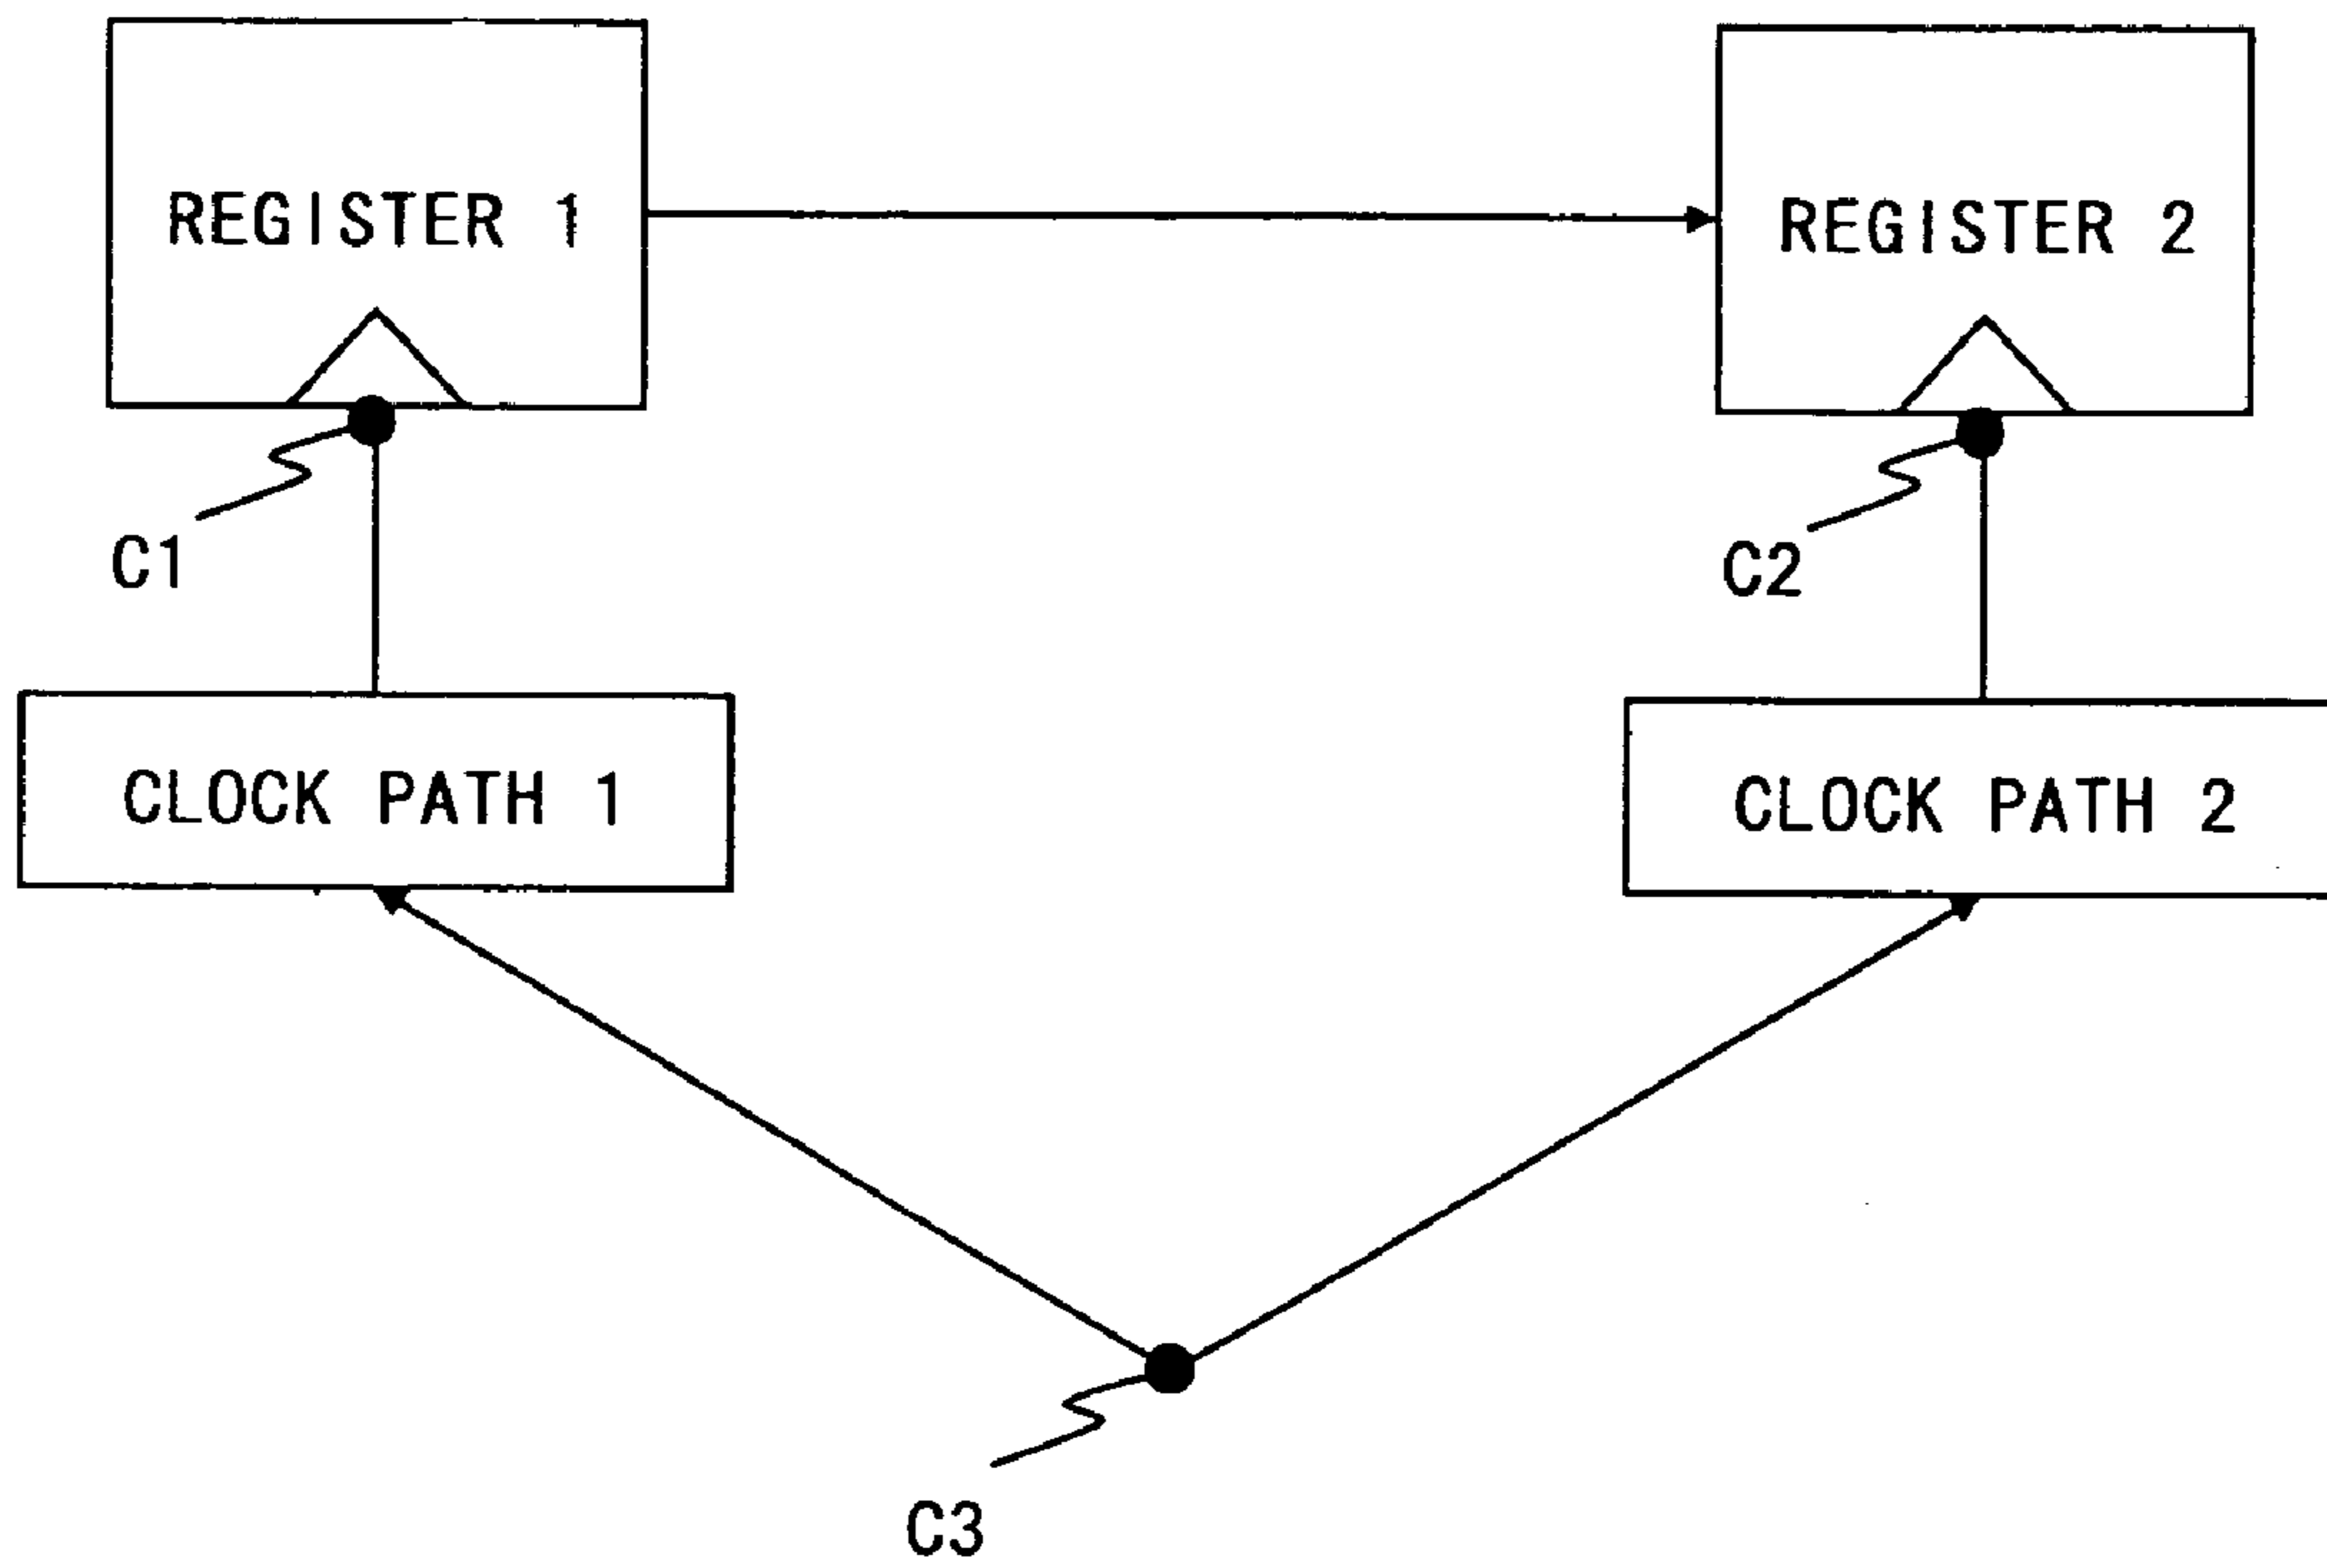 REGISTER 1
REGISTER 2
C1
C2
CLOCK PATH 1
CLOCK PATH 2
C3